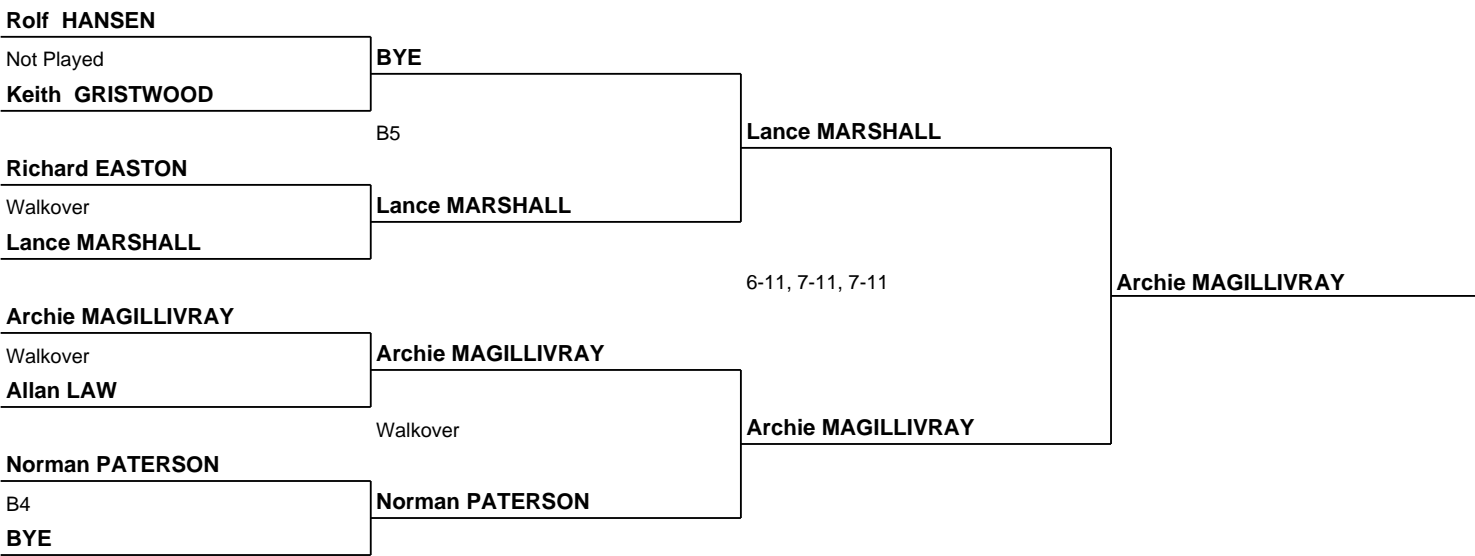 Rolf  HANSEN
Not Played
BYE
Keith  GRISTWOOD
B5
Lance MARSHALL
Richard EASTON
Walkover
Lance MARSHALL
Lance MARSHALL
6-11, 7-11, 7-11
Archie MAGILLIVRAY
Archie MAGILLIVRAY
Walkover
Archie MAGILLIVRAY
Allan LAW
Walkover
Archie MAGILLIVRAY
Norman PATERSON
B4
Norman PATERSON
BYE